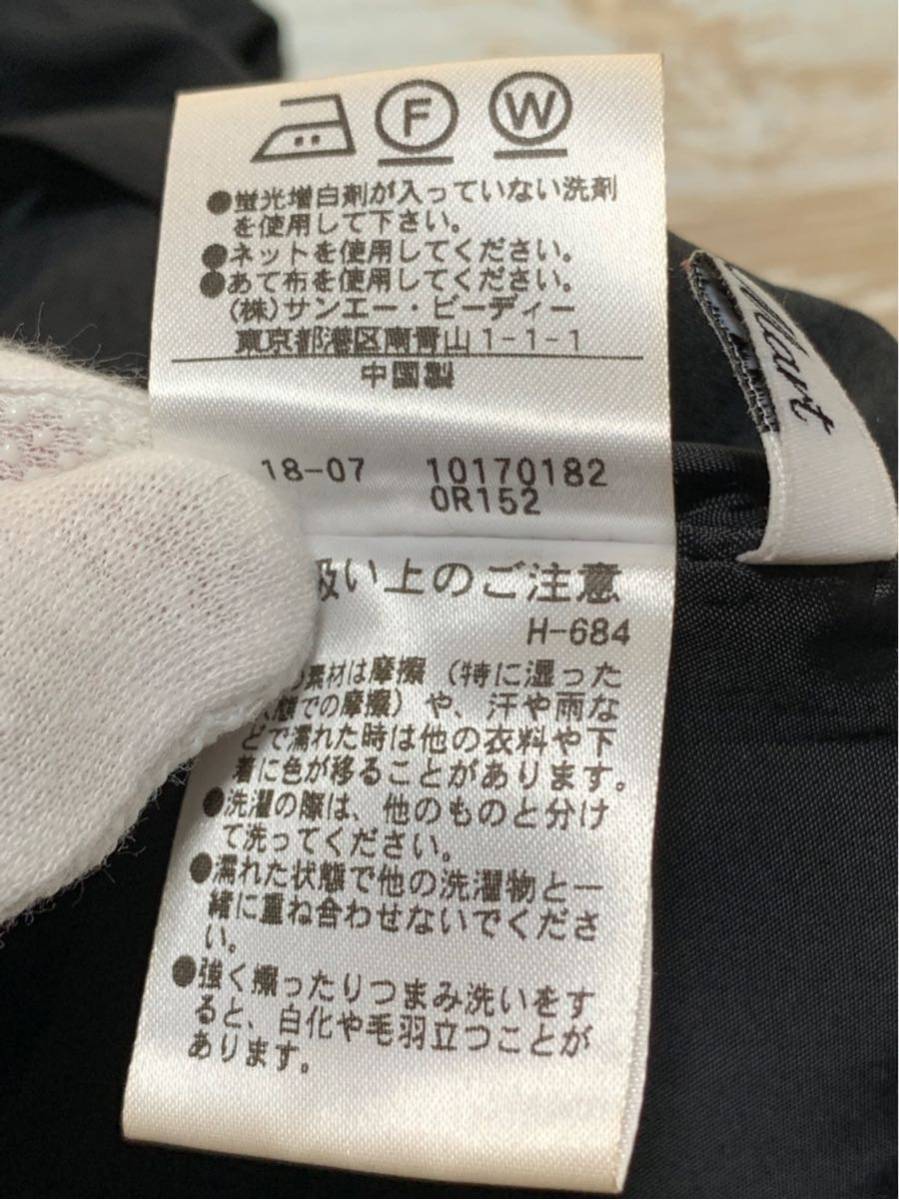 F W
●蛍光増白剤が入っていない洗剤
を使用して下さい。
●ネットを使用してください。
●あて布を使用してください。
(株)サンエー・ビーディー
東京都港区南青山1-1-1
中国製
18-07 10170182
0R152
扱い上のご注意
H-684
素材は摩擦(特に湿った
態での摩擦)や、汗や雨な
どで濡れた時は他の衣料や下
着に色が移ることがあります。
●洗濯の際は、他のものと分け
て洗ってください。
●濡れた状態で他の洗濯物と一
緒に重ね合わせないでくださ
い。
●強く擦ったりつまみ洗いをす
ると、白化や毛羽立つことが
あります。